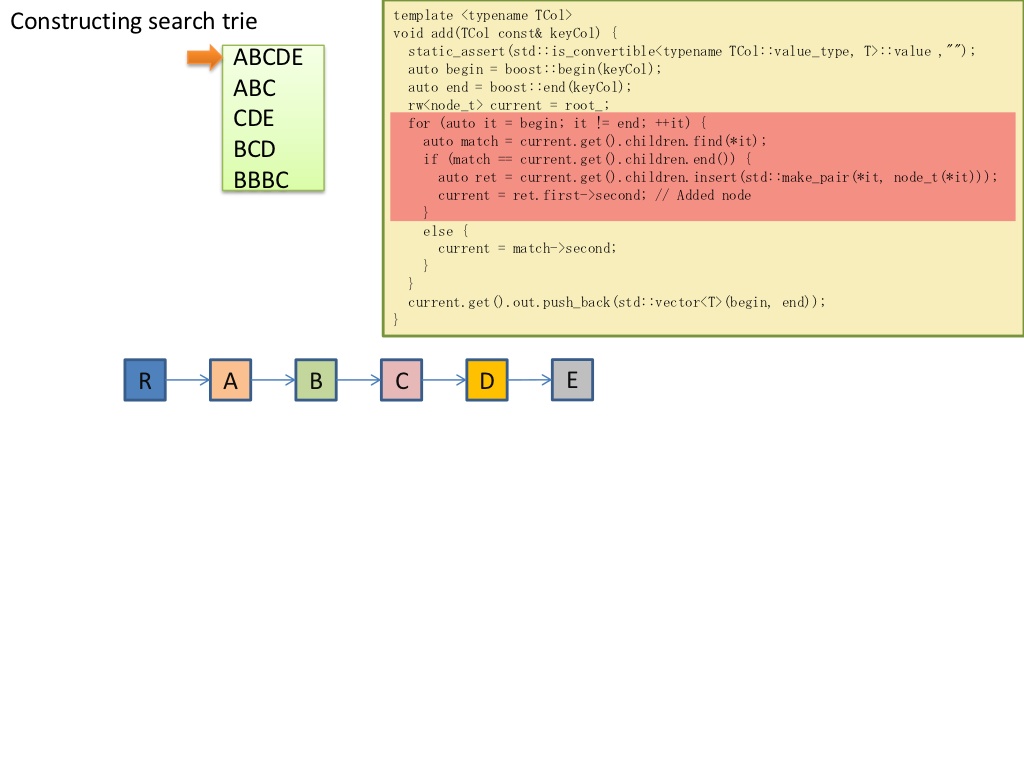 Constructing search trie
ABCDE
ABC
CDE
BCD
BBBC
template <typename TCol>
void add(TCol const& keyCol) {
  static_assert(std::is_convertible<typename TCol::value_type, T>::value ,"");
  auto begin = boost::begin(keyCol);
  auto end = boost::end(keyCol);
  rw<node_t> current = root_;
  for (auto it = begin; it != end; ++it) {
    auto match = current.get().children.find(*it);
    if (match == current.get().children.end()) {
      auto ret = current.get().children.insert(std::make_pair(*it, node_t(*it)));
      current = ret.first->second; // Added node
    }
    else {
      current = match->second;
    }
  }
  current.get().out.push_back(std::vector<T>(begin, end));
}
R A B C D E